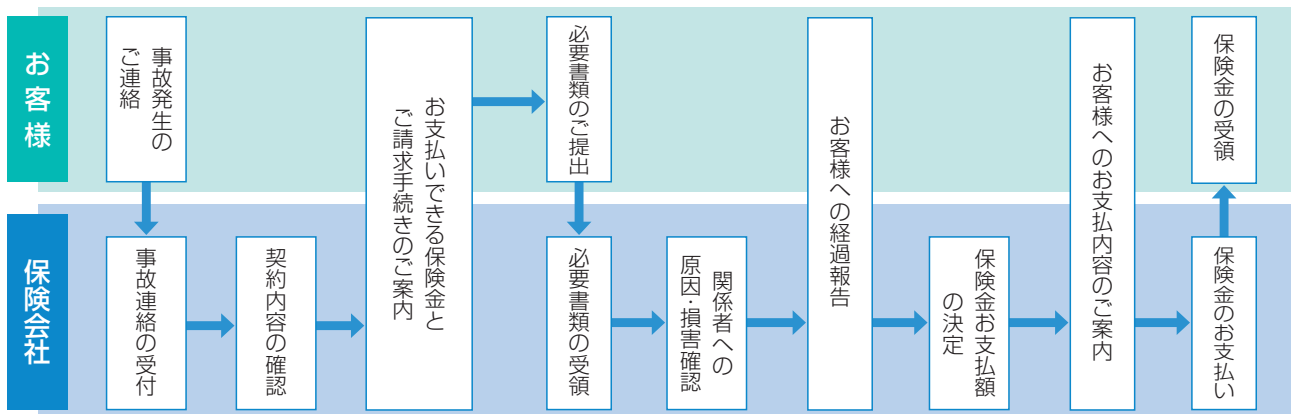 お客様
事故発生の
ご連絡
お支払いできる保険金と
ご請求手続きのご案内
必要書類のご提出
お客様への経過報告
お客様へのお支払内容のご案内
保険金の受領
保険会社
事故連絡の受付
契約内容の確認
必要書類の受領
関係者への
原因・損害確認
保険金お支払額
の決定
保険金のお支払い